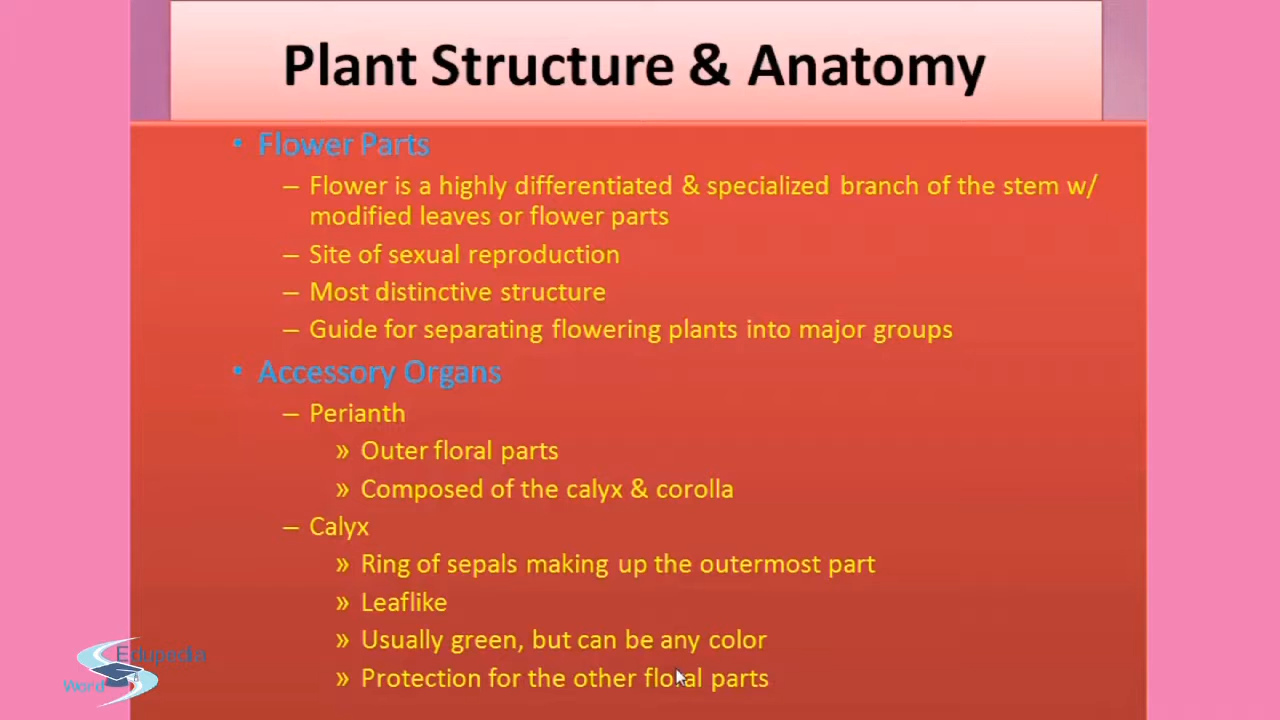 Plant Structure & Anatomy
• Flower Parts
– Flower is a highly differentiated & specialized branch of the stem w/
modified leaves or flower parts
– Site of sexual reproduction
– Most distinctive structure
– Guide for separating flowering plants into major groups
• Accessory Organs
– Perianth
» Outer floral parts
» Composed of the calyx & corolla
– Calyx
» Ring of sepals making up the outermost part
» Leaflike
» Usually green, but can be any color
» Protection for the other floral parts
Edupedia
Word